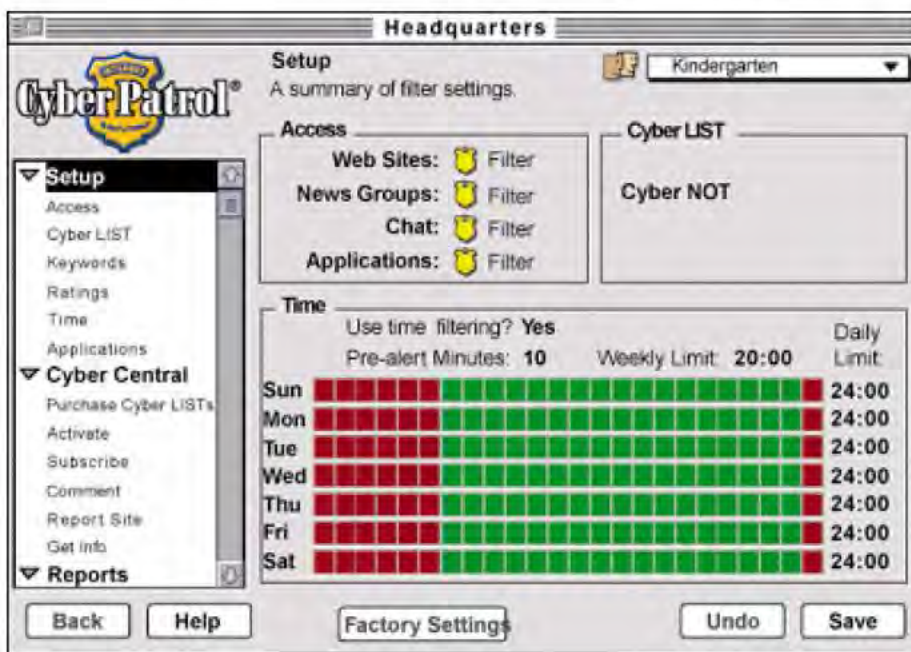 Headquarters
INTERNET
CyberPatrol®
Setup
A summary of filter settings.
Kindergarten
Setup
Access
Cyber LIST
Keywords
Ratings
Time
Applications
Cyber Central
Purchase Cyber LISTs
Activate
Subscribe
Comment
Report Site
Get Info
Reports
Access
Web Sites: Filter
News Groups: Filter
Chat: Filter
Applications: Filter
Cyber LIST
Cyber NOT
Time
Use time filtering? Yes
Pre-alert Minutes: 10 Weekly Limit: 20:00 Daily Limit:
Sun 24:00
Mon 24:00
Tue 24:00
Wed 24:00
Thu 24:00
Fri 24:00
Sat 24:00
Back Help Factory Settings Undo Save